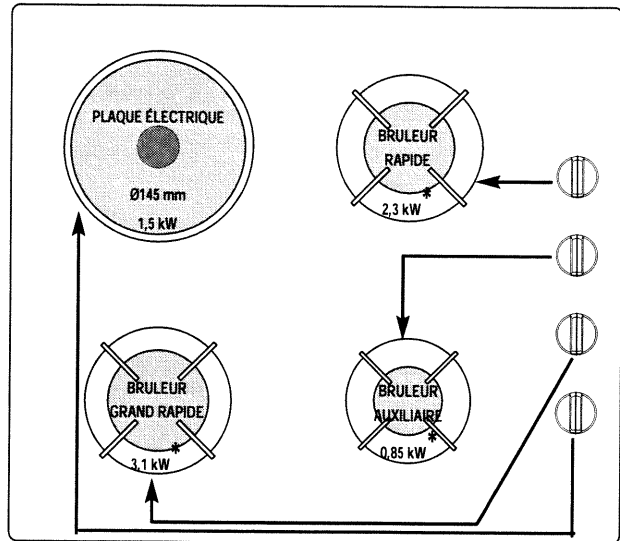 PLAQUE ÉLECTRIQUE
Ø145 mm
1,5 kW
BRULEUR
RAPIDE
*
2,3 kW
BRULEUR
GRAND RAPIDE
*
3,1 kW
BRULEUR
AUXILIAIRE
*
0,85 kW